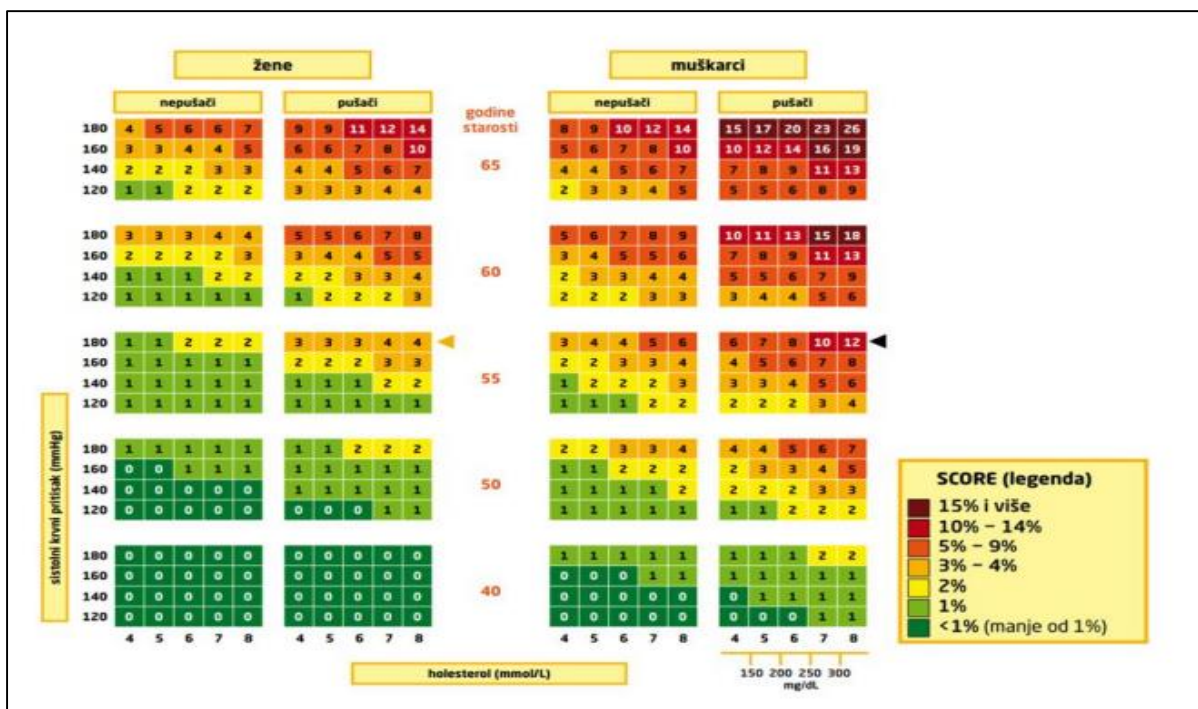 žene
muškarci
nepušači pušači godine starosti nepušači pušači
180 4 5 6 6 7 9 9 11 12 14 8 9 10 12 14 15 17 20 23 26
160 3 3 4 4 5 6 6 7 8 10 65 5 6 7 8 10 10 12 14 16 19
140 2 2 2 3 3 4 4 5 6 7 4 4 5 6 7 7 8 9 11 13
120 1 1 2 2 2 3 3 3 4 4 2 3 3 4 5 5 5 6 8 9
180 3 3 3 4 4 5 5 6 7 8 5 6 7 8 9 10 11 13 15 18
160 2 2 2 2 3 3 4 4 5 5 60 3 4 5 5 6 7 8 9 11 13
140 1 1 1 2 2 2 2 3 3 4 2 3 3 4 4 5 5 6 7 9
120 1 1 1 1 1 1 2 2 2 3 2 2 2 3 3 3 4 4 5 6
180 1 1 2 2 2 3 3 3 4 4 3 4 4 5 6 6 7 8 10 12
160 1 1 1 1 1 2 2 2 3 3 55 2 2 3 3 4 4 5 6 7 8
140 1 1 1 1 1 1 1 1 2 2 1 2 2 2 3 3 3 4 5 6
120 1 1 1 1 1 1 1 1 1 1 1 1 1 2 2 2 2 2 3 4
180 1 1 1 1 1 1 1 2 2 2 2 2 3 3 4 4 4 5 6 7
160 0 0 1 1 1 1 1 1 1 1 50 1 1 2 2 2 2 3 3 4 5
140 0 0 0 0 0 1 1 1 1 1 1 1 1 1 2 2 2 2 3 3
120 0 0 0 0 0 0 0 0 1 1 1 1 1 1 1 1 1 2 2 2
180 0 0 0 0 0 0 0 0 0 0 1 1 1 1 1 1 1 1 2 2
160 0 0 0 0 0 0 0 0 0 0 40 0 0 0 1 1 1 1 1 1 1
140 0 0 0 0 0 0 0 0 0 0 0 0 0 0 0 0 1 1 1 1
120 0 0 0 0 0 0 0 0 0 0 0 0 0 0 0 0 0 0 1 1
4 5 6 7 8 4 5 6 7 8 4 5 6 7 8 4 5 6 7 8
sistolni krvni pritisak (mmHg)
holesterol (mmol/L)
150 200 250 300
mg/dL
SCORE (legenda)
15% i više
10% – 14%
5% – 9%
3% – 4%
2%
1%
<1% (manje od 1%)